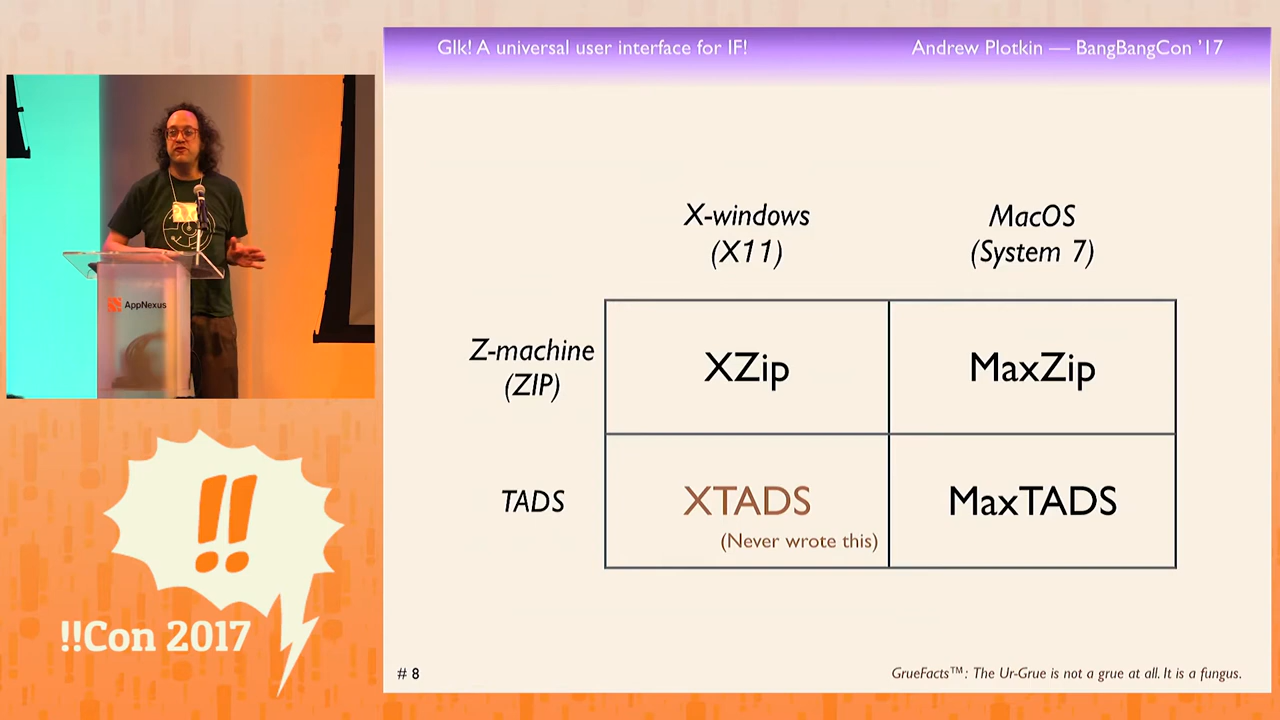 Glk! A universal user interface for IF!
Andrew Plotkin — BangBangCon '17
X-windows
(X11)
MacOS
(System 7)
Z-machine
(ZIP)
XZip
MaxZip
TADS
XTADS
(Never wrote this)
MaxTADS
# 8
GrueFacts™: The Ur-Grue is not a grue at all. It is a fungus.
AppNexus
!!
!!Con 2017